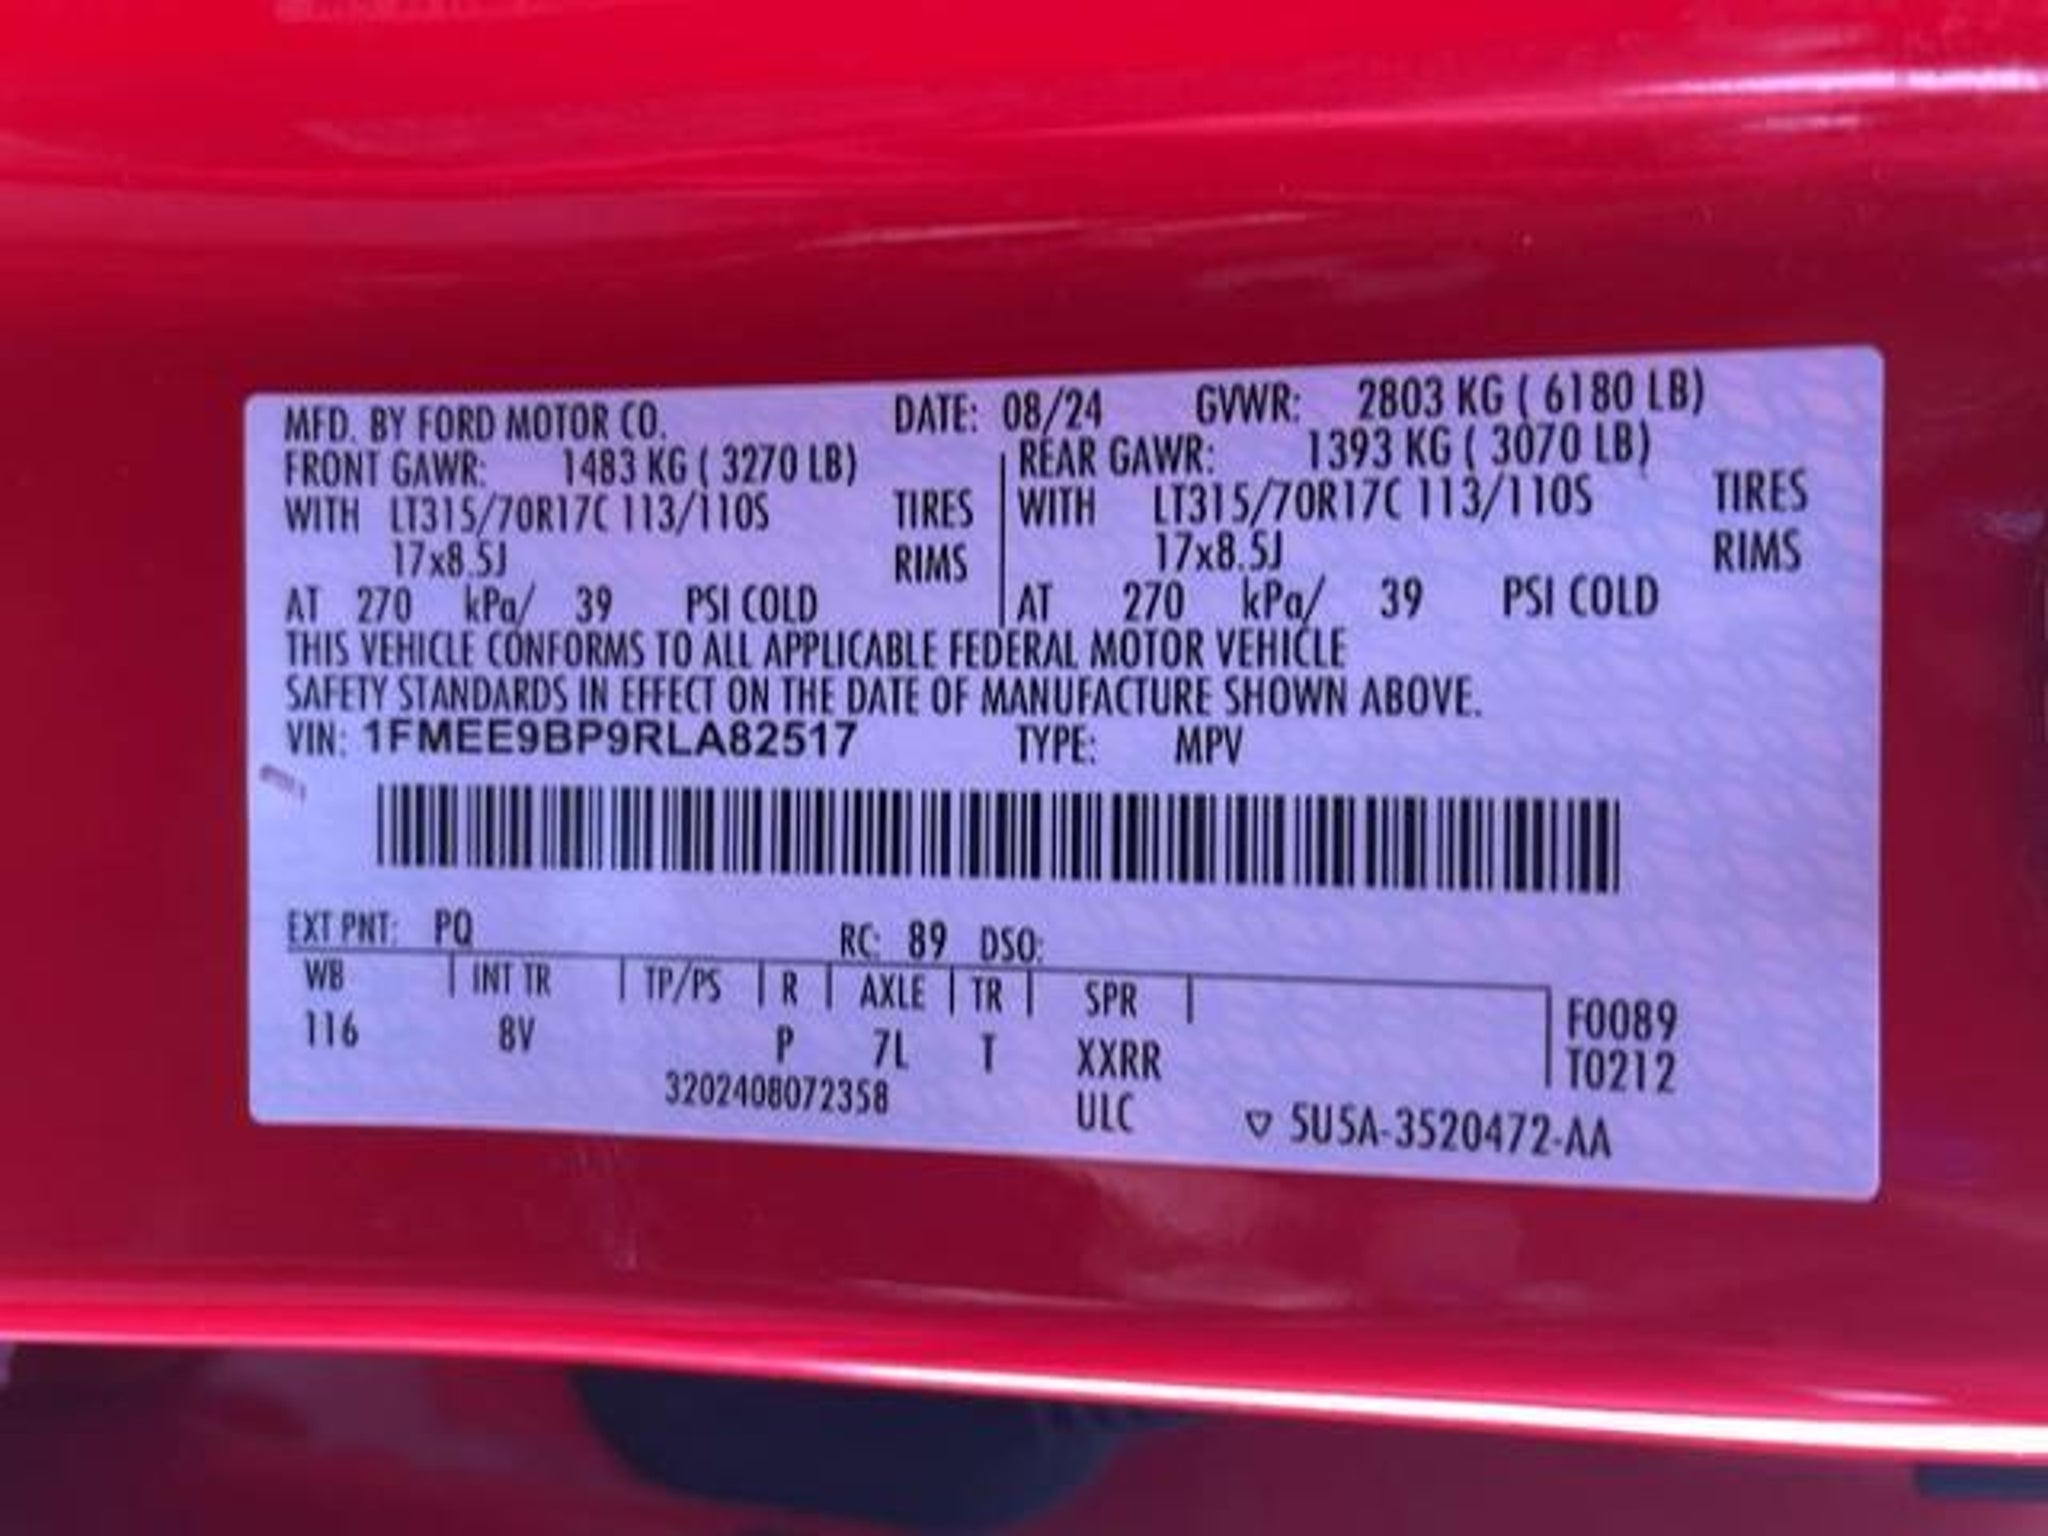 MFD. BY FORD MOTOR CO. DATE: 08/24 GVWR: 2803 KG ( 6180 LB)
FRONT GAWR: 1483 KG ( 3270 LB) REAR GAWR: 1393 KG ( 3070 LB)
WITH LT315/70R17C 113/110S TIRES WITH LT315/70R17C 113/110S TIRES
17x8.5J RIMS 17x8.5J RIMS
AT 270 kPa/ 39 PSI COLD AT 270 kPa/ 39 PSI COLD
THIS VEHICLE CONFORMS TO ALL APPLICABLE FEDERAL MOTOR VEHICLE
SAFETY STANDARDS IN EFFECT ON THE DATE OF MANUFACTURE SHOWN ABOVE.
VIN: 1FMEE9BP9RLA82517 TYPE: MPV
EXT PNT: PQ RC: 89 DSO:
WB INT TR TP/PS R AXLE TR SPR F0089
116 8V P 7L T XXRR T0212
3202408072358 ULC ▽ 5U5A-3520472-AA